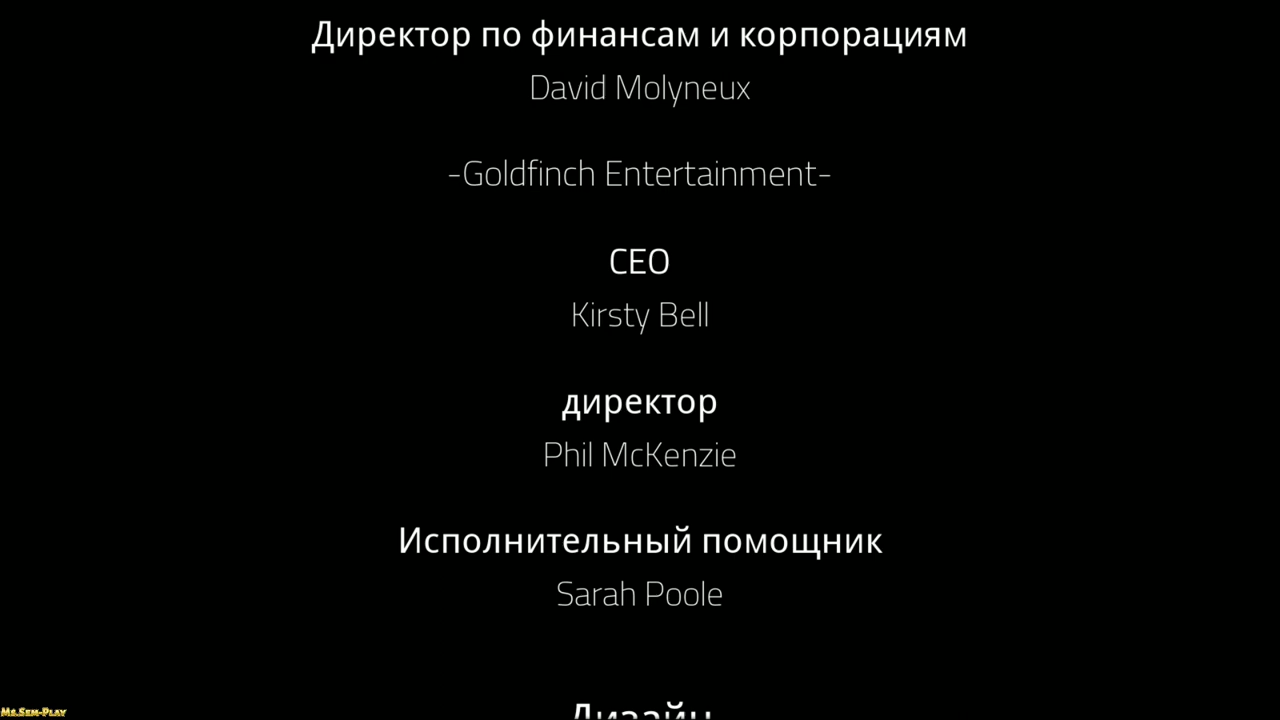 Директор по финансам и корпорациям
David Molyneux
-Goldfinch Entertainment-
CEO
Kirsty Bell
директор
Phil McKenzie
Исполнительный помощник
Sarah Poole
Дизайн
Ms.Sem-Play